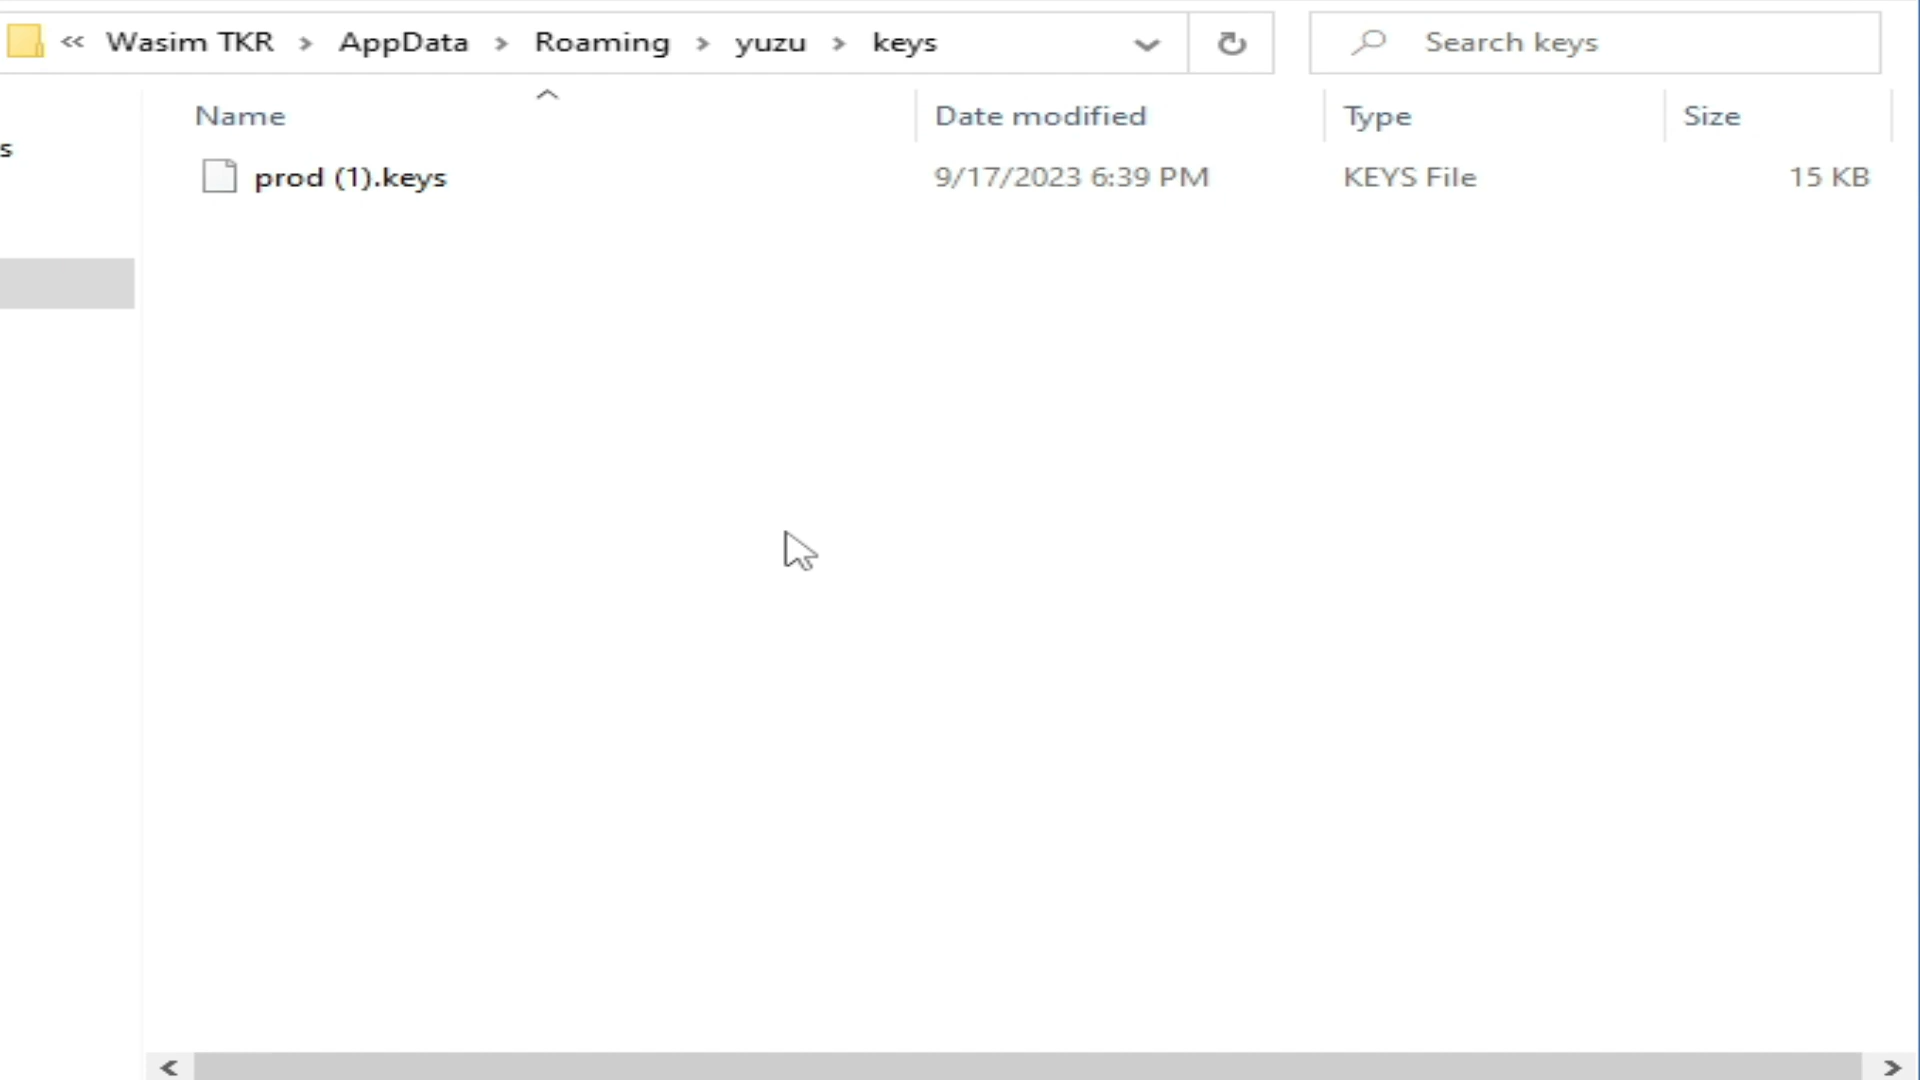 « Wasim TKR > AppData > Roaming > yuzu > keys
Search keys
Name
Date modified
Type
Size
s
prod (1).keys
9/17/2023 6:39 PM
KEYS File
15 KB